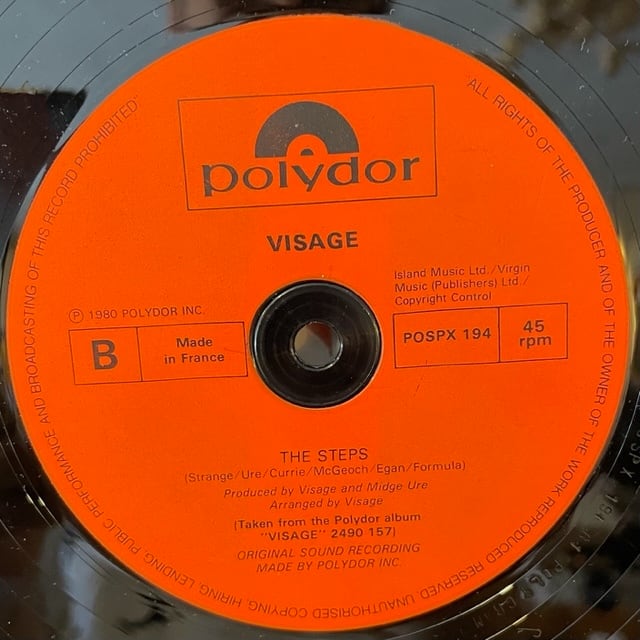 polydor
VISAGE
Island Music Ltd./Virgin
Music (Publishers) Ltd./
Copyright Control
℗ 1980 POLYDOR INC.
B
Made
in France
POSPX 194
45
rpm
THE STEPS
(Strange/Ure/Currie/McGeoch/Egan/Formula)
Produced by Visage and Midge Ure
Arranged by Visage
(Taken from the Polydor album
"VISAGE" 2490 157)
ORIGINAL SOUND RECORDING
MADE BY POLYDOR INC.
ALL RIGHTS OF THE PRODUCER AND OF THE OWNER OF THE WORK REPRODUCED RESERVED. UNAUTHORISED COPYING, HIRING, LENDING, PUBLIC PERFORMANCE AND BROADCASTING OF THIS RECORD PROHIBITED